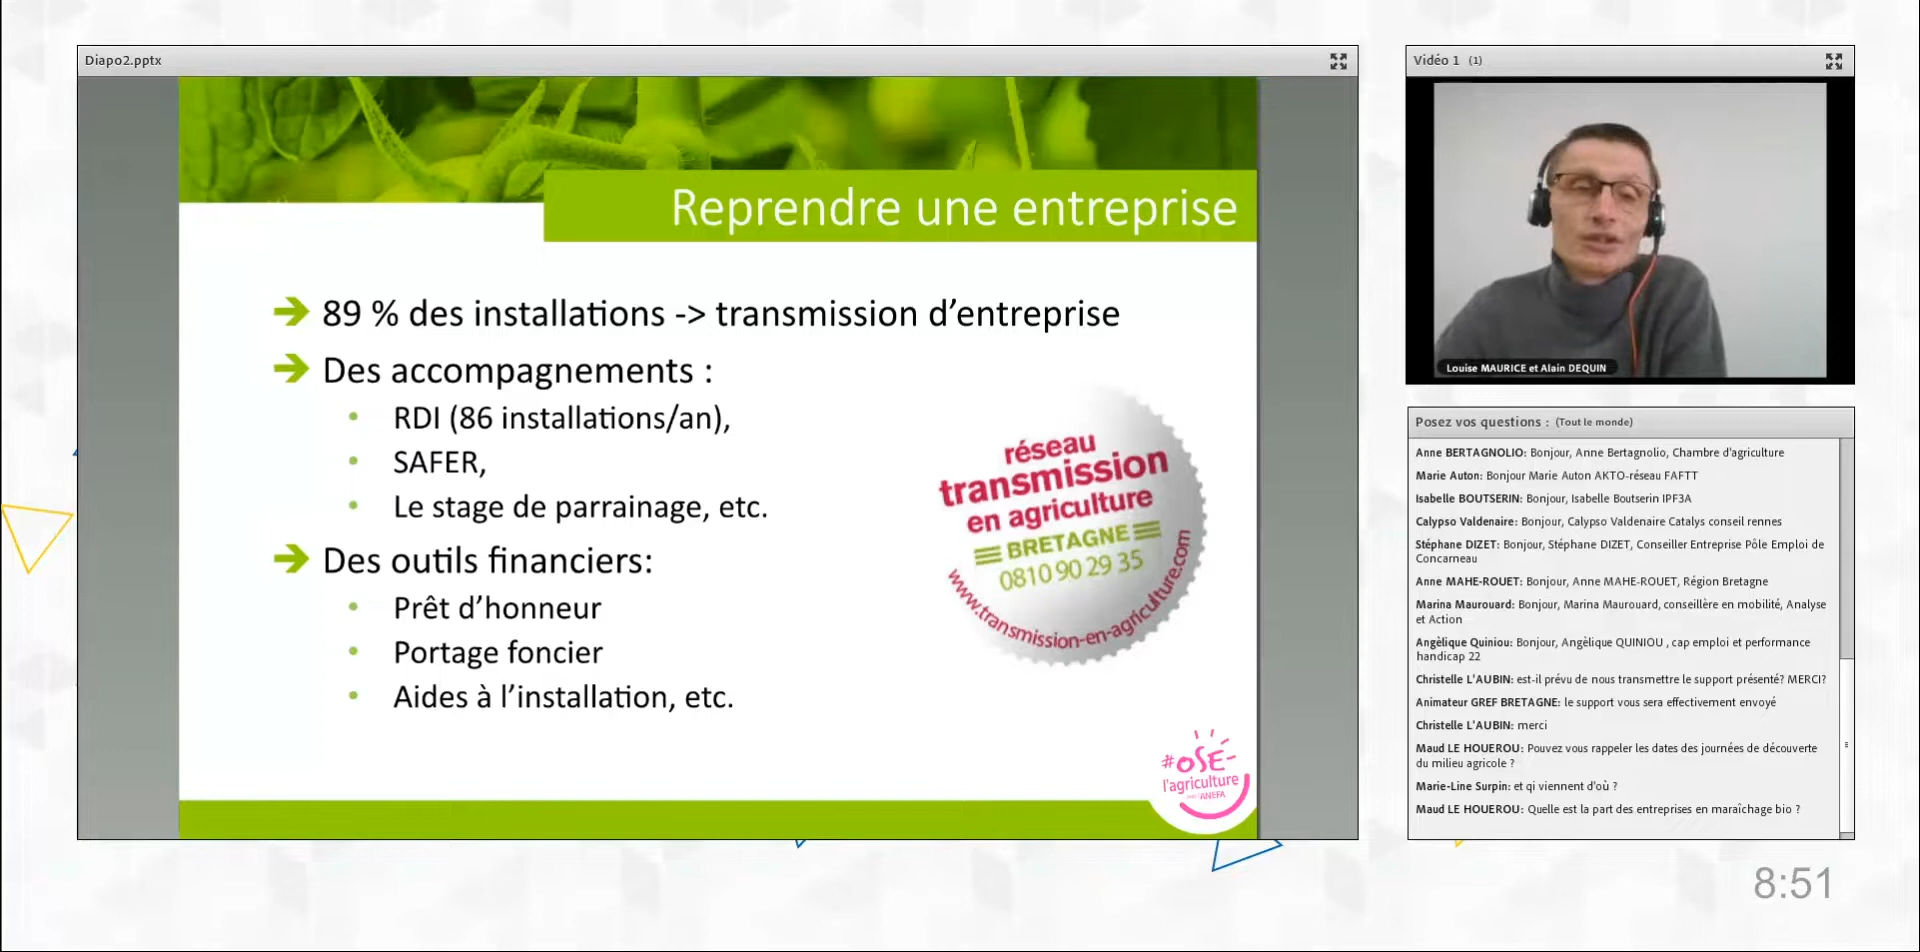 Diapo2.pptx
Reprendre une entreprise
89 % des installations -> transmission d’entreprise
Des accompagnements :
• RDI (86 installations/an),
• SAFER,
• Le stage de parrainage, etc.
Des outils financiers:
• Prêt d’honneur
• Portage foncier
• Aides à l’installation, etc.
réseau
transmission
en agriculture
BRETAGNE
0810 90 29 35
www.transmission-en-agriculture.com
#OSE-
l'agriculture
ANEFA
Vidéo 1 (1)
Louise MAURICE et Alain DEQUIN
Posez vos questions : (Tout le monde)
Anne BERTAGNOLIO: Bonjour, Anne Bertagnolio, Chambre d'agriculture
Marie Auton: Bonjour Marie Auton AKTO-réseau FAFTT
Isabelle BOUTSERIN: Bonjour, Isabelle Boutserin IPF3A
Calypso Valdenaire: Bonjour, Calypso Valdenaire Catalys conseil rennes
Stéphane DIZET: Bonjour, Stéphane DIZET, Conseiller Entreprise Pôle Emploi de
Concarneau
Anne MAHE-ROUET: Bonjour, Anne MAHE-ROUET, Région Bretagne
Marina Maurouard: Bonjour, Marina Maurouard, conseillère en mobilité, Analyse
et Action
Angèlique Quiniou: Bonjour, Angèlique QUINIOU , cap emploi et performance
handicap 22
Christelle L'AUBIN: est-il prévu de nous transmettre le support présenté? MERCI?
Animateur GREF BRETAGNE: le support vous sera effectivement envoyé
Christelle L'AUBIN: merci
Maud LE HOUEROU: Pouvez vous rappeler les dates des journées de découverte
du milieu agricole ?
Marie-Line Surpin: et qi viennent d'où ?
Maud LE HOUEROU: Quelle est la part des entreprises en maraîchage bio ?
8:51